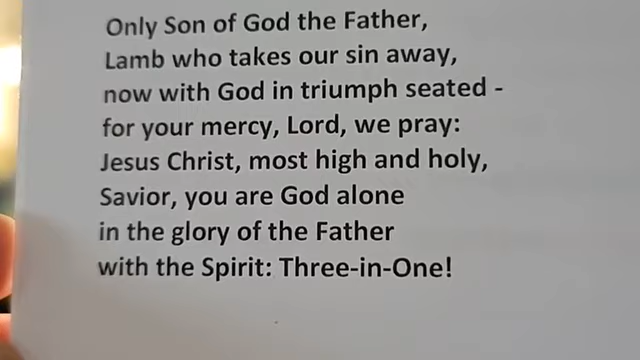 Only Son of God the Father,
Lamb who takes our sin away,
now with God in triumph seated -
for your mercy, Lord, we pray:
Jesus Christ, most high and holy,
Savior, you are God alone
in the glory of the Father
with the Spirit: Three-in-One!